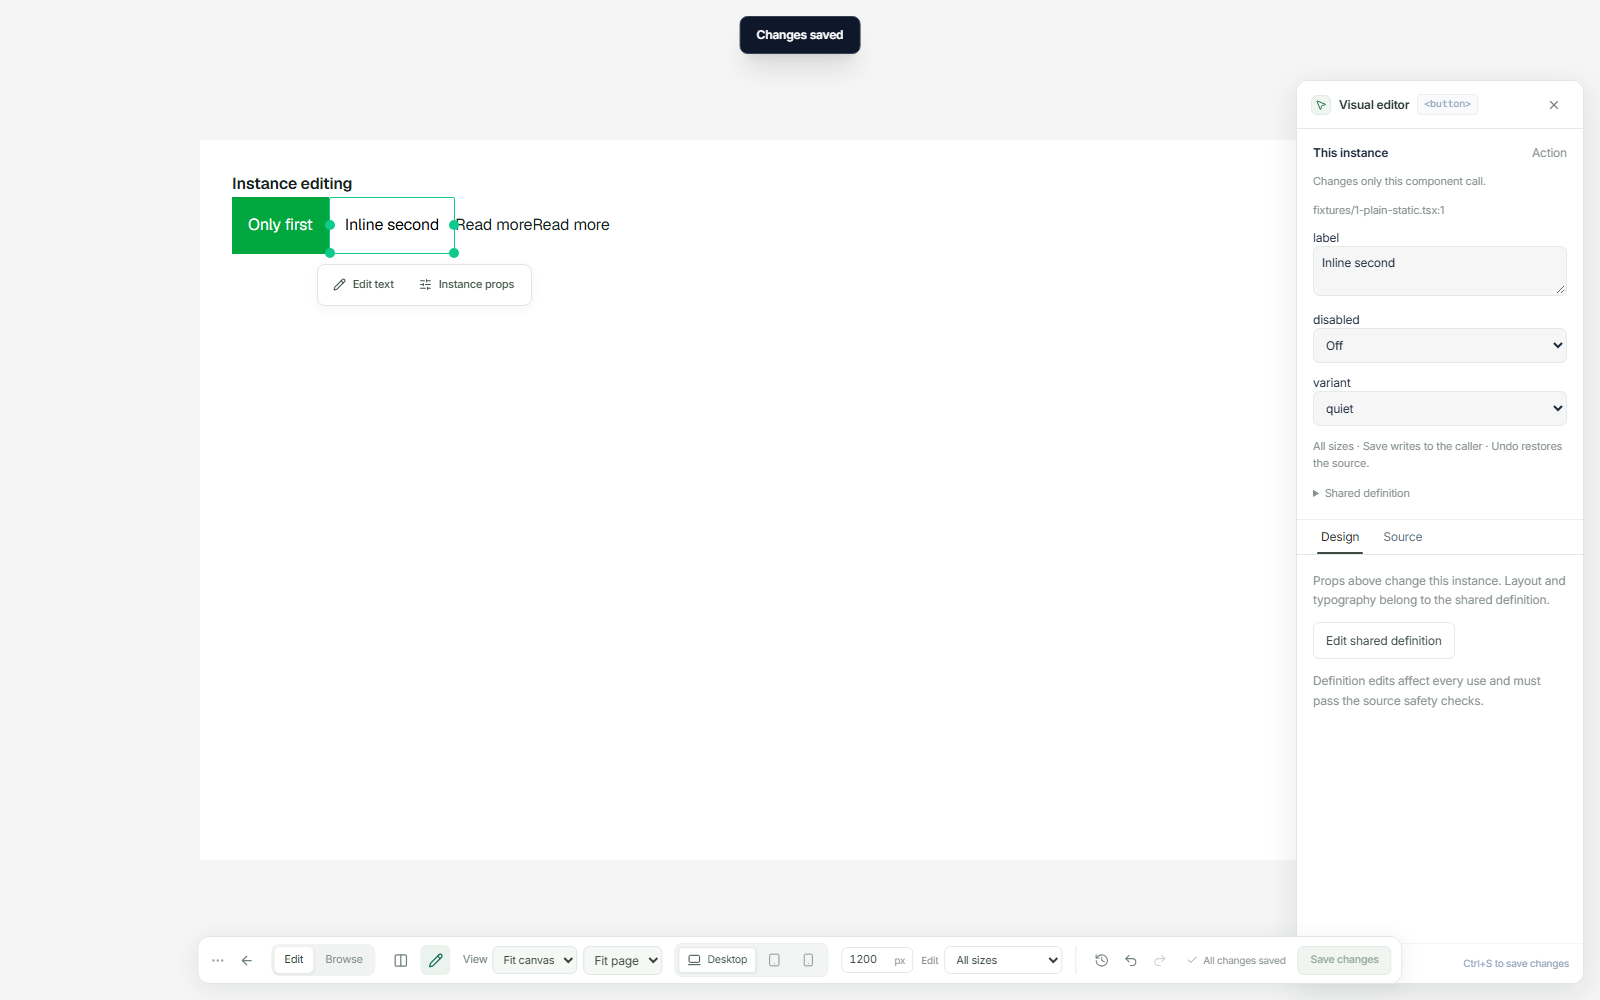 Changes saved
Visual editor <button>
This instance Action
Changes only this component call.
fixtures/1-plain-static.tsx:1
label
Inline second
disabled
Off
variant
quiet
All sizes · Save writes to the caller · Undo restores
the source.
Shared definition
Design Source
Props above change this instance. Layout and
typography belong to the shared definition.
Edit shared definition
Definition edits affect every use and must
pass the source safety checks.
Ctrl+S to save changes
Instance editing
Only first Inline second Read moreRead more
Edit text Instance props
Edit Browse View Fit canvas Fit page Desktop 1200 px Edit All sizes All changes saved Save changes